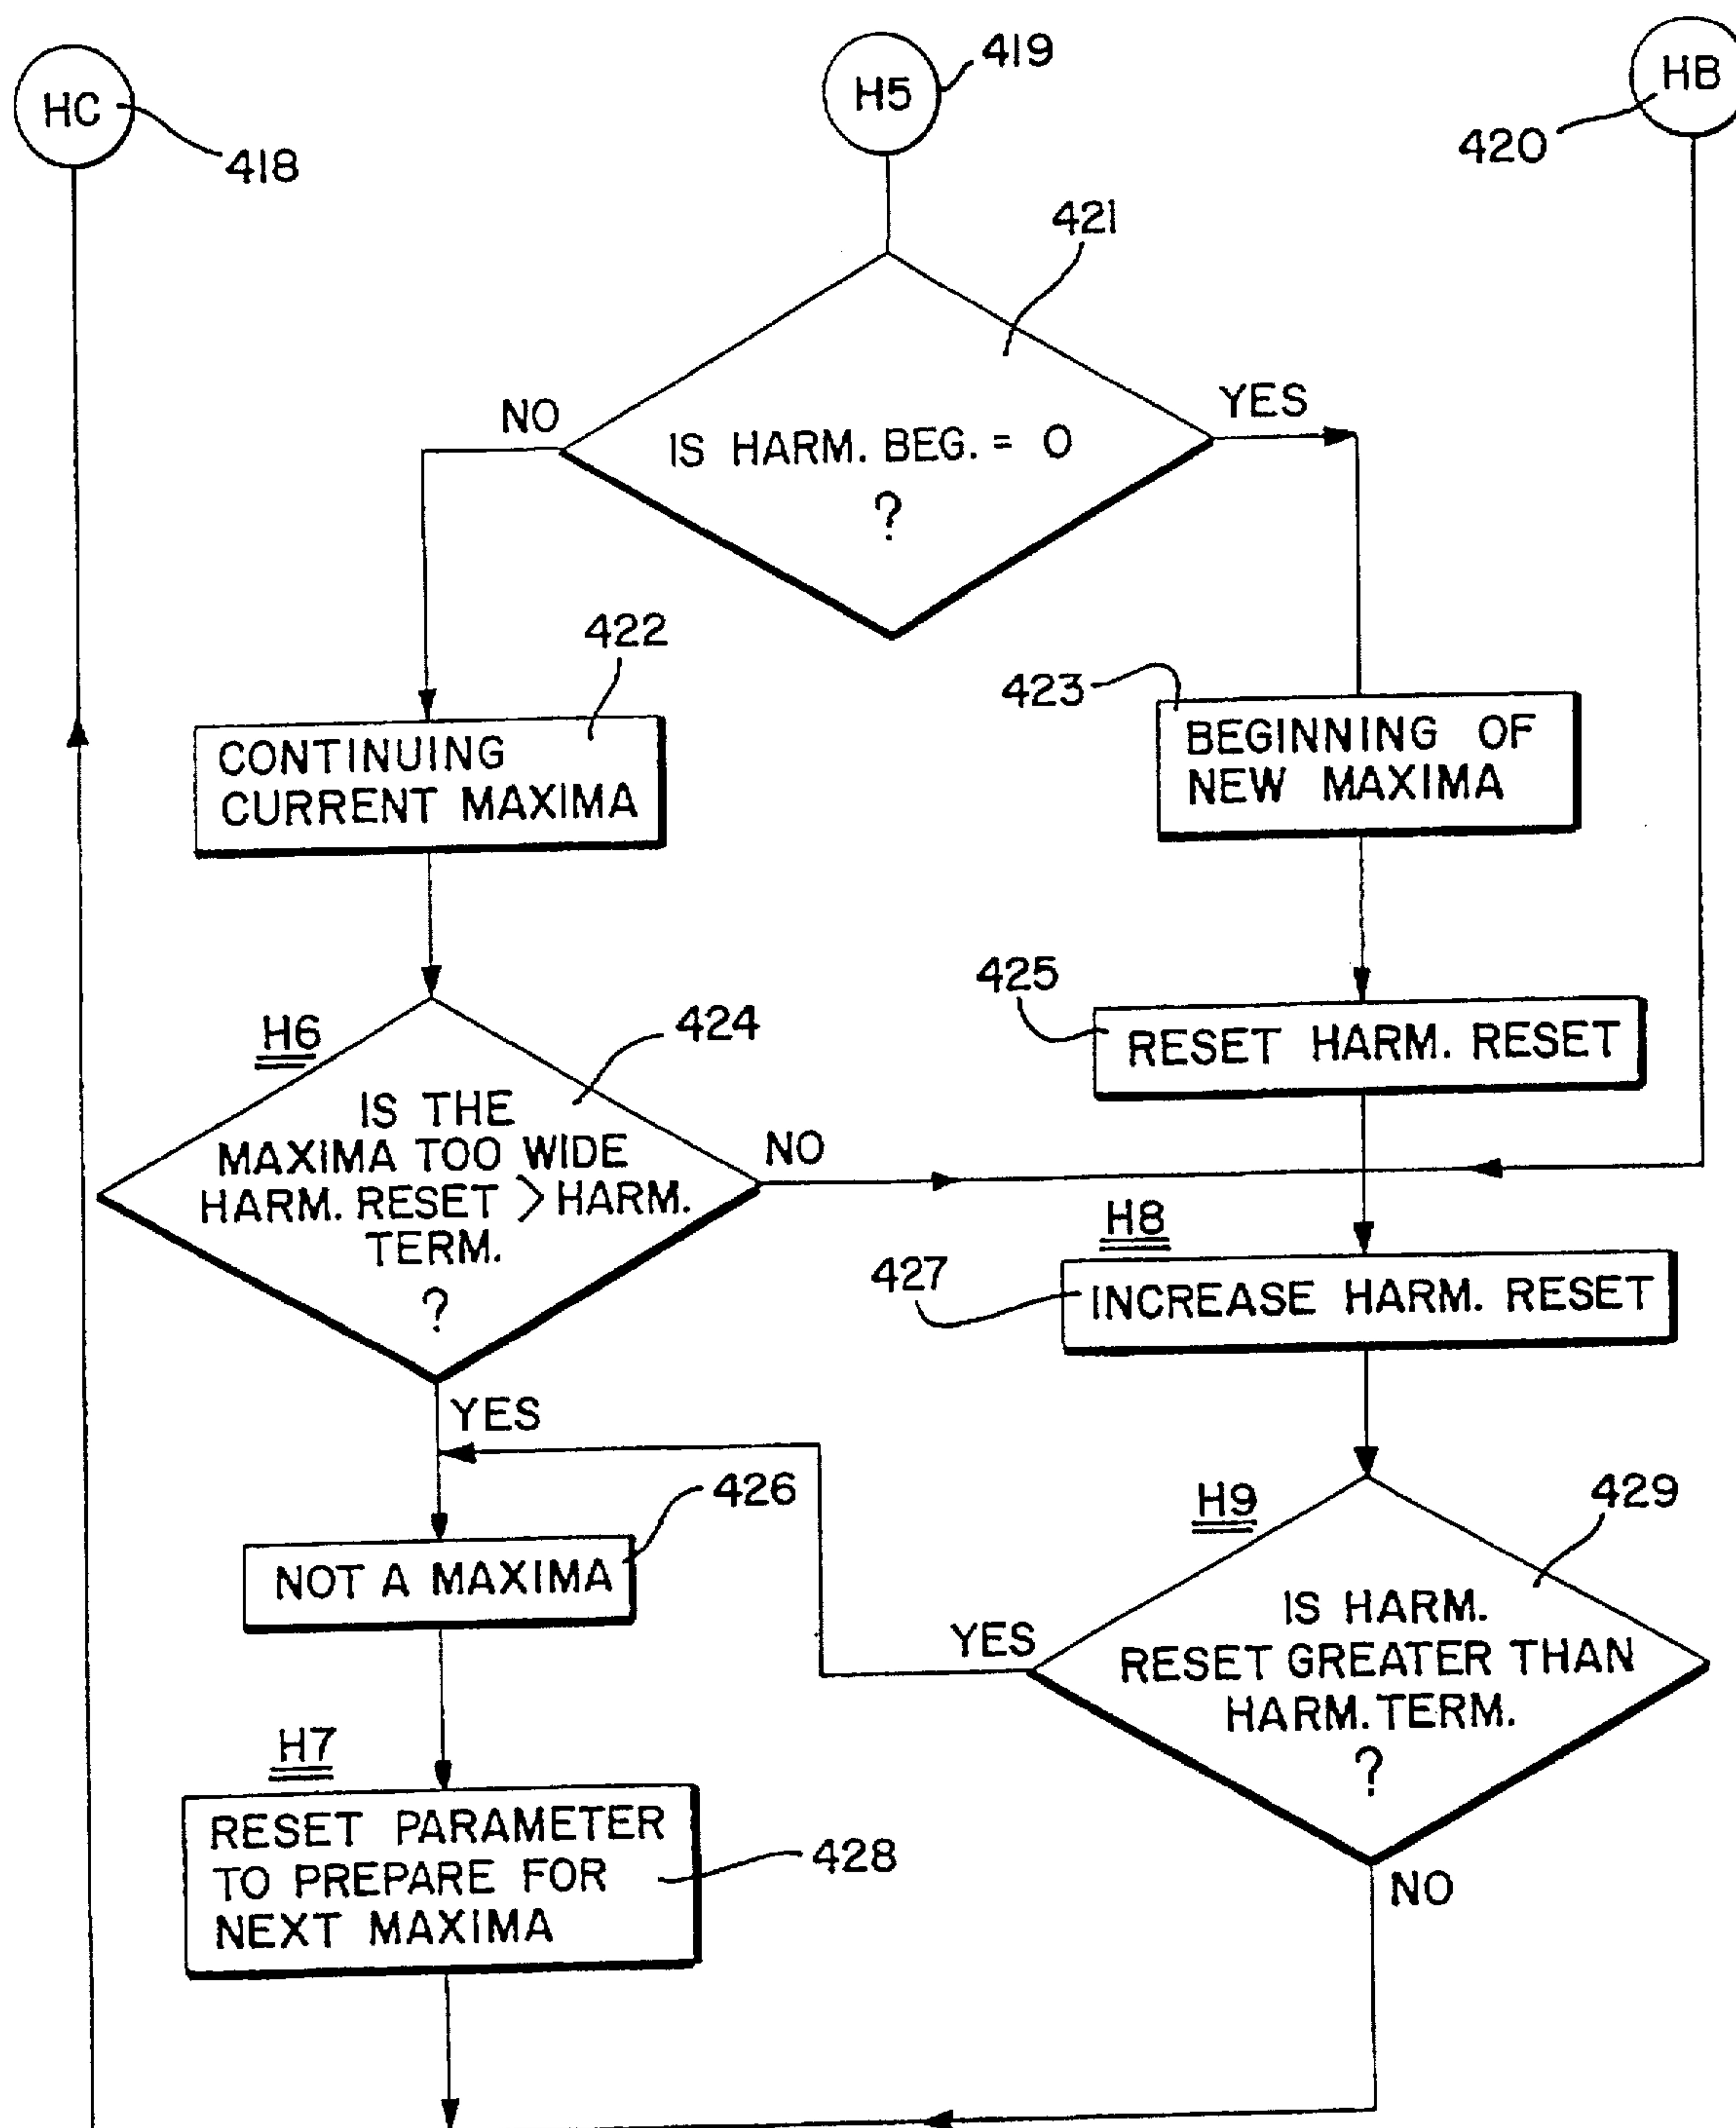 HC
418
H5
419
HB
420
421
NO
YES
IS HARM. BEG. = O
?
422
CONTINUING
CURRENT MAXIMA
423
BEGINNING OF
NEW MAXIMA
425
RESET HARM. RESET
H6
424
IS THE
MAXIMA TOO WIDE
HARM. RESET > HARM.
TERM.
?
NO
YES
H8
427
INCREASE HARM. RESET
426
NOT A MAXIMA
H9
429
IS HARM.
RESET GREATER THAN
HARM. TERM.
?
YES
NO
H7
RESET PARAMETER
TO PREPARE FOR
NEXT MAXIMA
428